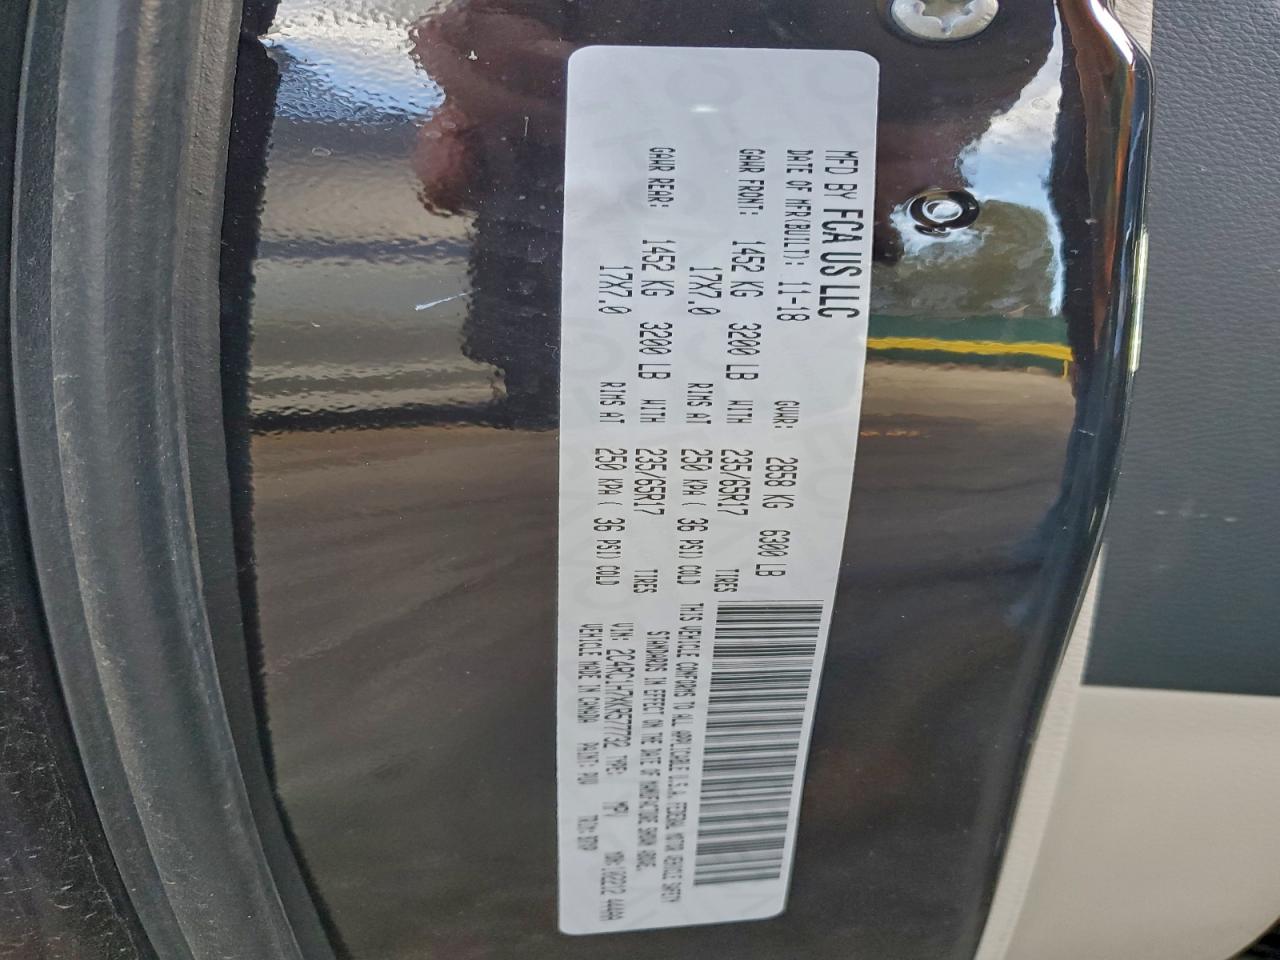 MFD BY FCA US LLC
DATE OF MFR(BUILT): 11-18 GVWR: 2858 KG 6300 LB
GAWR FRONT: 1452 KG 3200 LB WITH 235/65R17 TIRES
17X7.0 RIMS AT 250 KPA( 36 PSI) COLD
GAWR REAR: 1452 KG 3200 LB WITH 235/65R17 TIRES
17X7.0 RIMS AT 250 KPA( 36 PSI) COLD
THIS VEHICLE CONFORMS TO ALL APPLICABLE U.S.A. FEDERAL MOTOR VEHICLE SAFETY
STANDARDS IN EFFECT ON THE DATE OF MANUFACTURE SHOWN ABOVE.
VIN: 2C4RC1H7XKR577732 TYPE: MPV
VEHICLE MADE IN CANADA PAINT: TRIM: